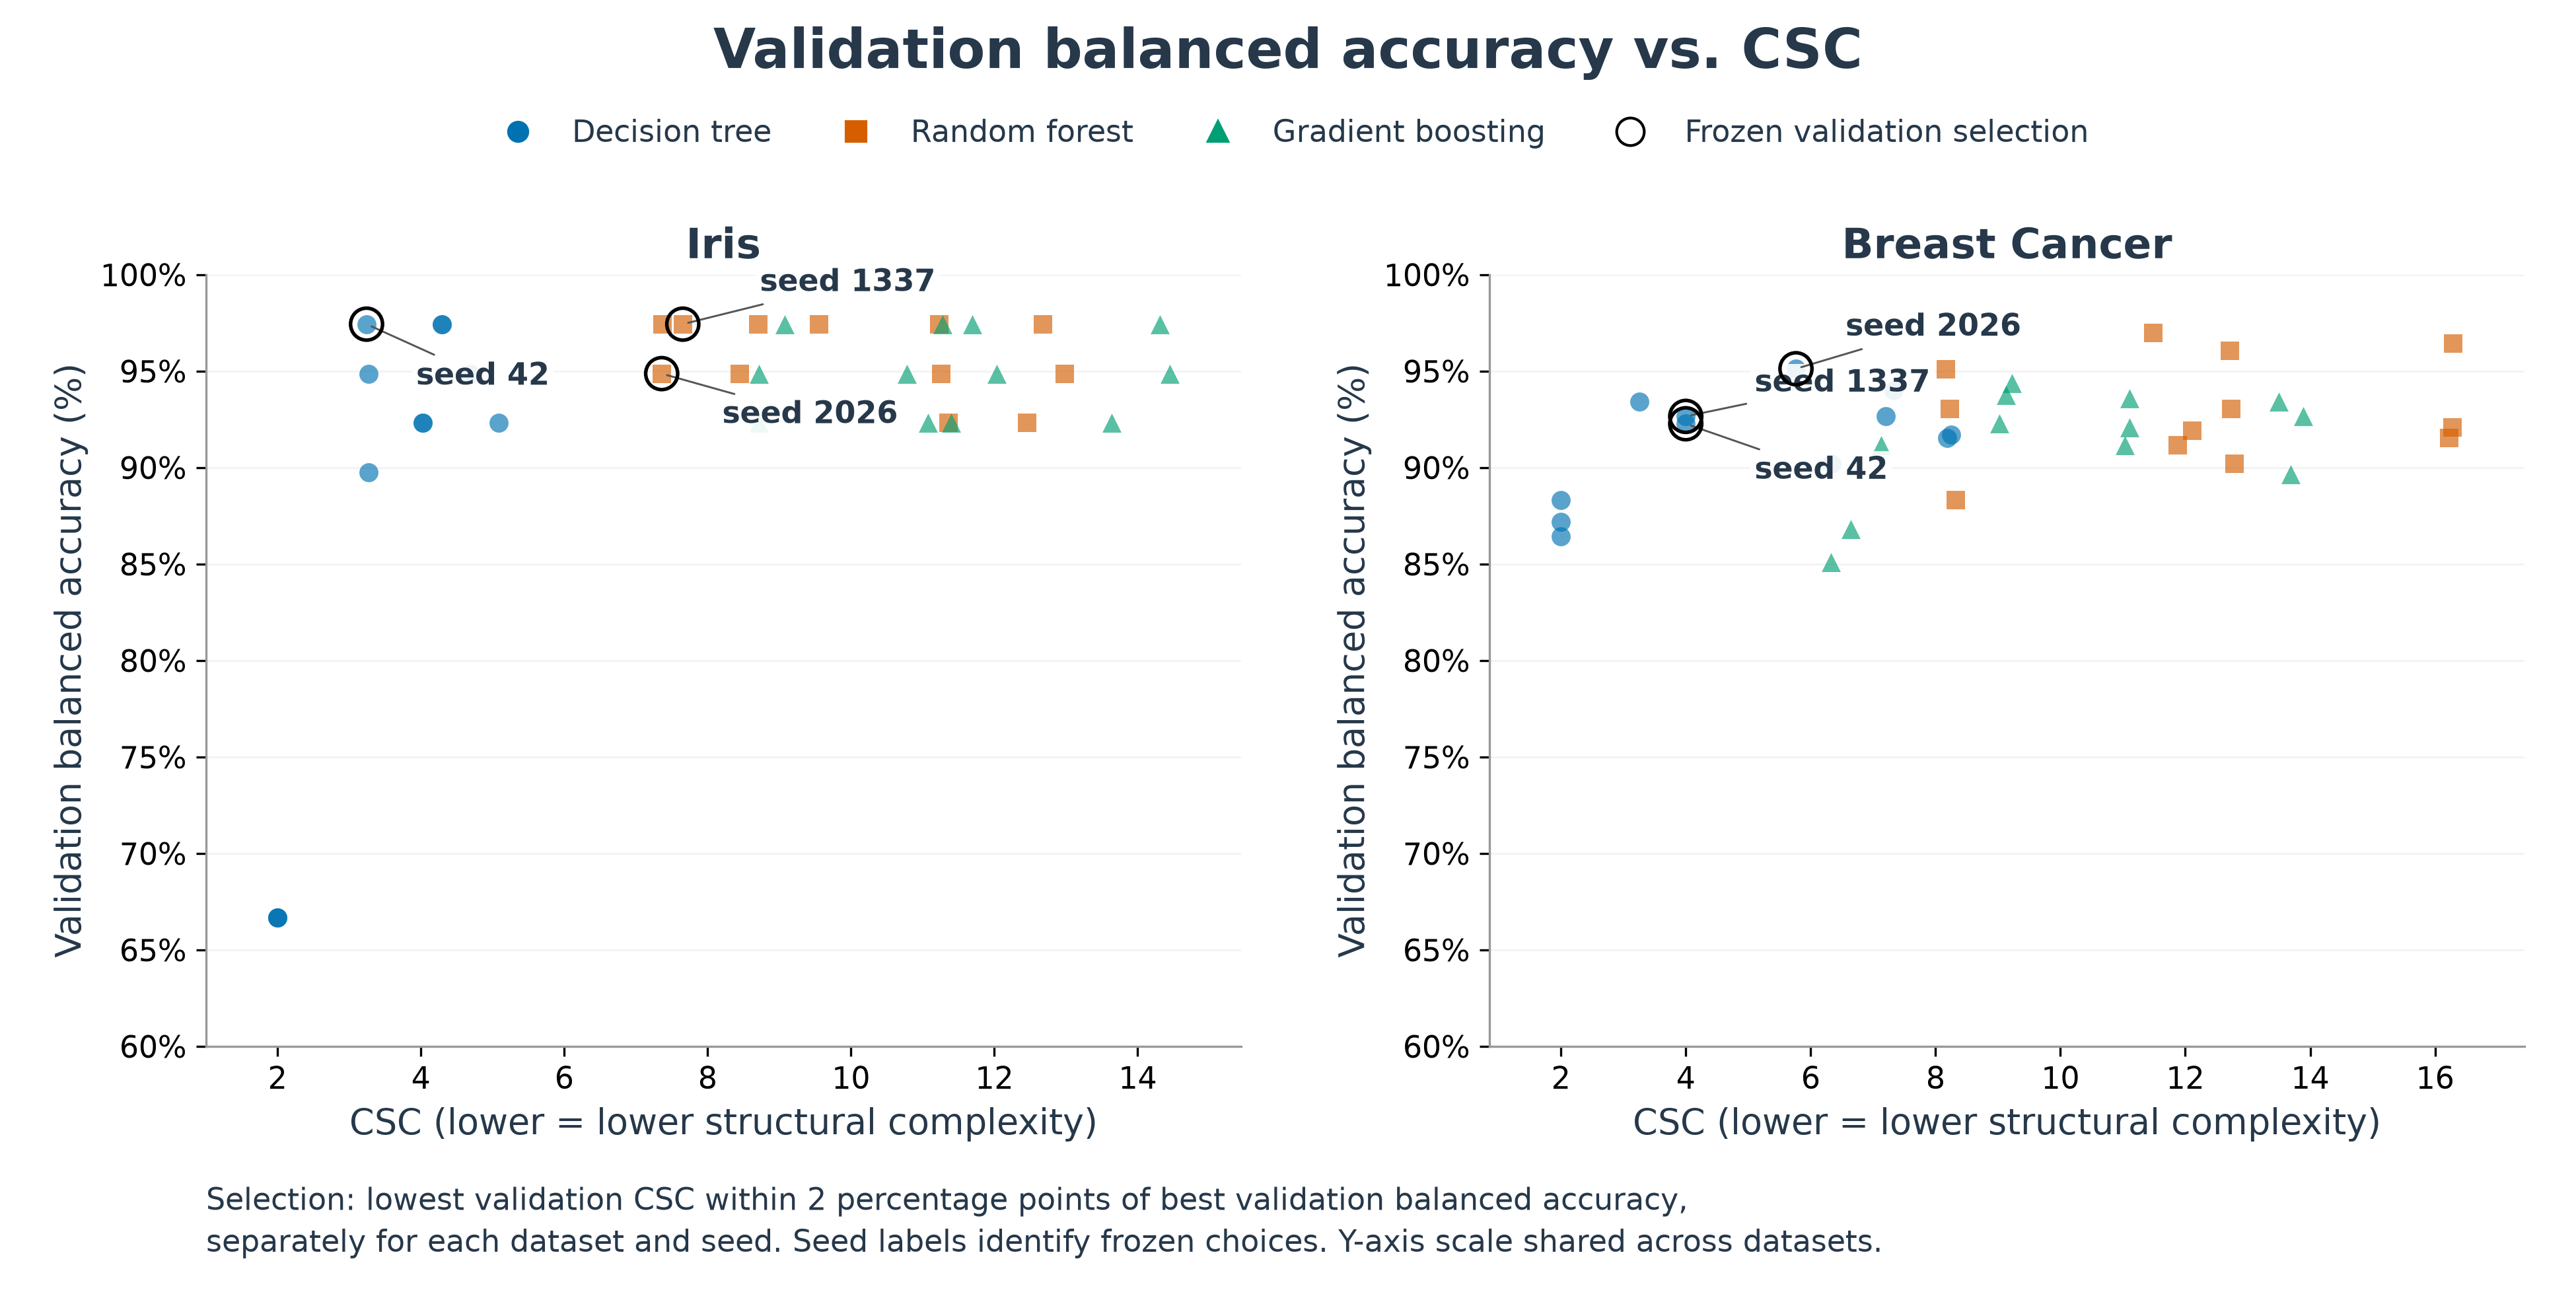 Validation balanced accuracy vs. CSC
Decision tree Random forest Gradient boosting Frozen validation selection
Iris
Validation balanced accuracy (%)
100%
95%
90%
85%
80%
75%
70%
65%
60%
seed 1337
seed 42
seed 2026
2 4 6 8 10 12 14
CSC (lower = lower structural complexity)
Breast Cancer
Validation balanced accuracy (%)
100%
95%
90%
85%
80%
75%
70%
65%
60%
seed 2026
seed 1337
seed 42
2 4 6 8 10 12 14 16
CSC (lower = lower structural complexity)
Selection: lowest validation CSC within 2 percentage points of best validation balanced accuracy,
separately for each dataset and seed. Seed labels identify frozen choices. Y-axis scale shared across datasets.